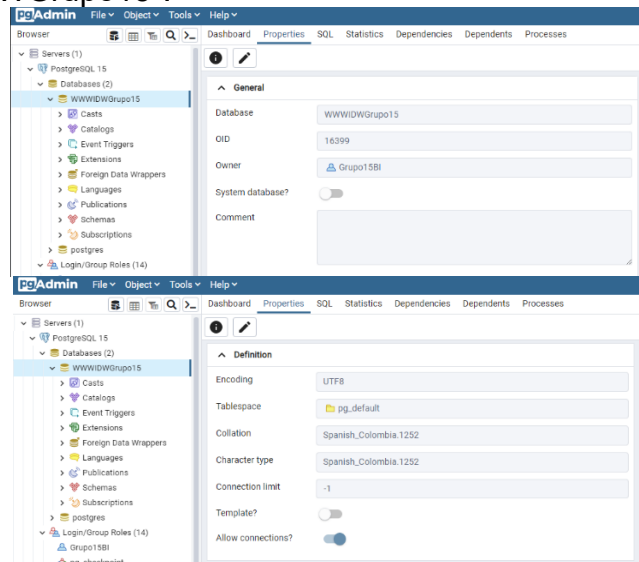 PgAdmin File Object Tools Help
Browser Dashboard Properties SQL Statistics Dependencies Dependents Processes
Servers (1)
PostgreSQL 15
Databases (2)
WWWIDWGrupo15
Casts
Catalogs
Event Triggers
Extensions
Foreign Data Wrappers
Languages
Publications
Schemas
Subscriptions
postgres
Login/Group Roles (14)
General
Database WWWIDWGrupo15
OID 16399
Owner Grupo15BI
System database?
Comment
PgAdmin File Object Tools Help
Browser Dashboard Properties SQL Statistics Dependencies Dependents Processes
Servers (1)
PostgreSQL 15
Databases (2)
WWWIDWGrupo15
Casts
Catalogs
Event Triggers
Extensions
Foreign Data Wrappers
Languages
Publications
Schemas
Subscriptions
postgres
Login/Group Roles (14)
Grupo15BI
Definition
Encoding UTF8
Tablespace pg_default
Collation Spanish_Colombia.1252
Character type Spanish_Colombia.1252
Connection limit -1
Template?
Allow connections?